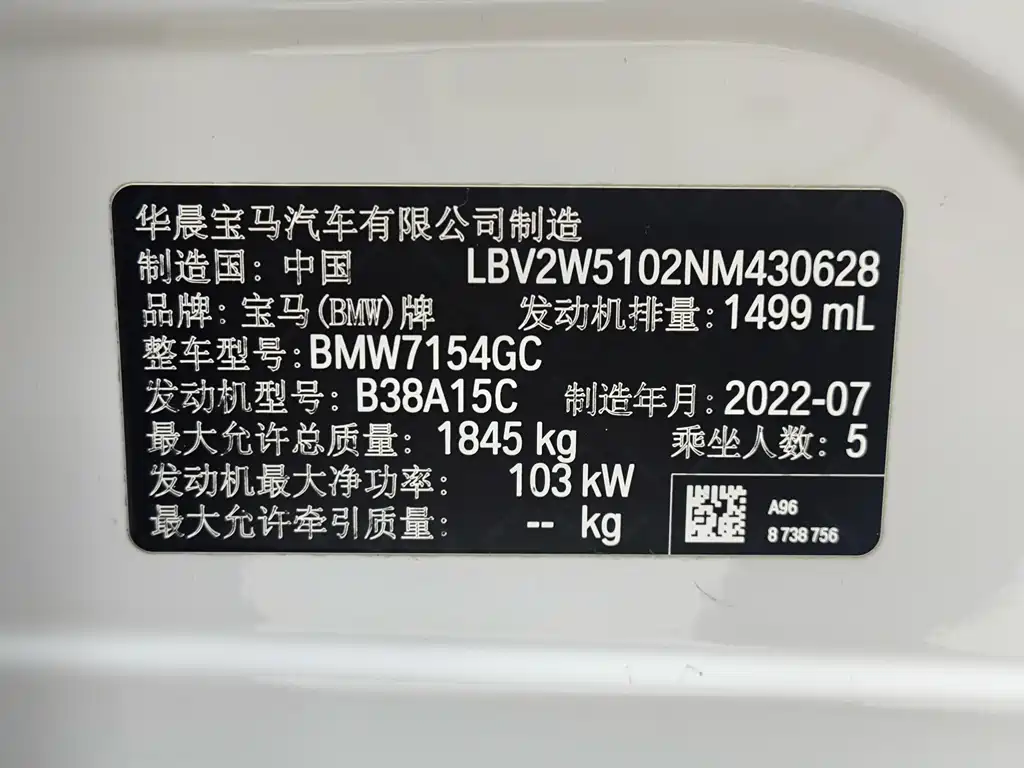 华晨宝马汽车有限公司制造
制造国: 中国 LBV2W5102NM430628
品牌: 宝马(BMW)牌 发动机排量: 1499 mL
整车型号: BMW7154GC
发动机型号: B38A15C 制造年月: 2022-07
最大允许总质量: 1845 kg 乘坐人数: 5
发动机最大净功率: 103 kW
最大允许牵引质量: -- kg
A96
8 738 756